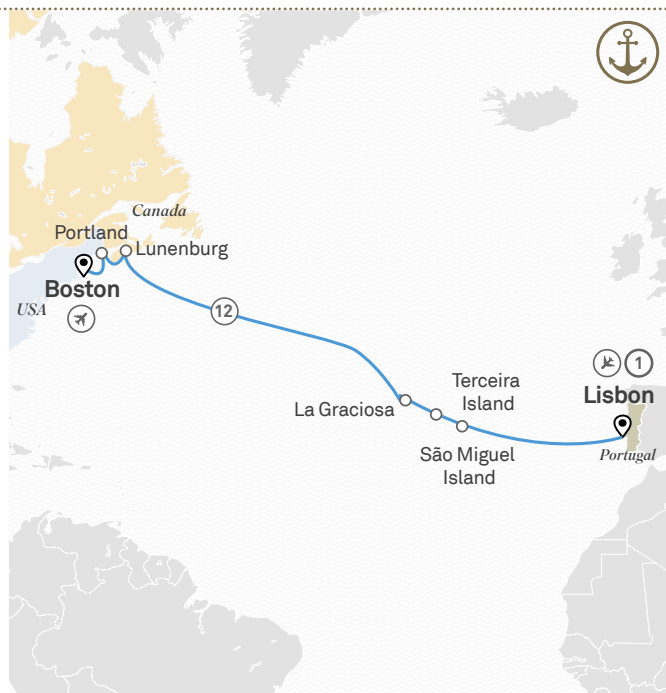 Canada
Portland
Lunenburg
Boston
USA
12
1
Lisbon
Terceira
Island
La Graciosa
São Miguel
Island
Portugal